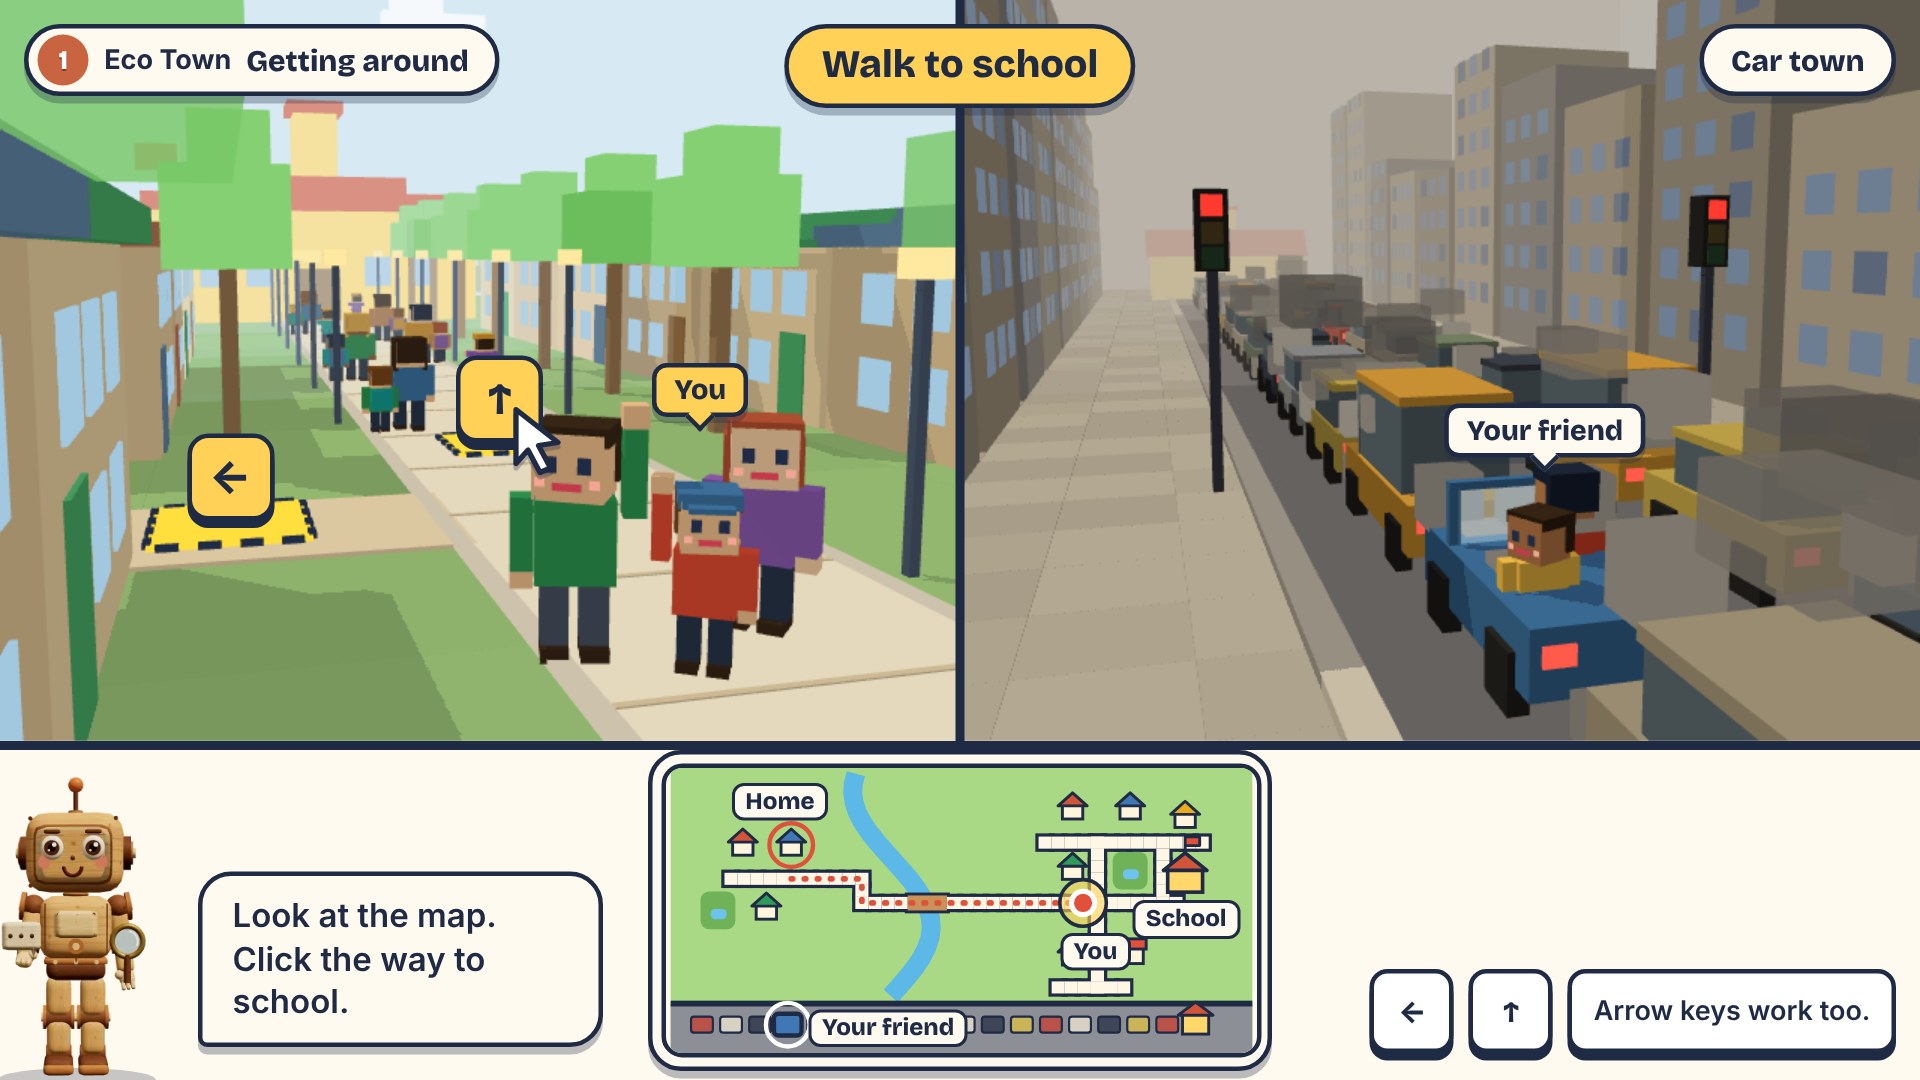 1 Eco Town Getting around
Walk to school
Car town
You
Your friend
Home
School
You
Your friend
Look at the map.
Click the way to
school.
Arrow keys work too.